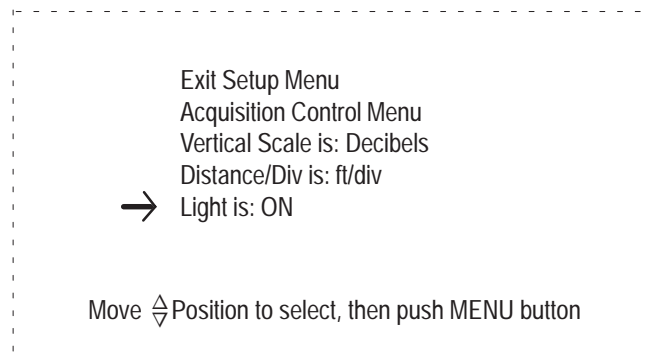 Exit Setup Menu
Acquisition Control Menu
Vertical Scale is: Decibels
Distance/Div is: ft/div
→ Light is: ON
Move △▽ Position to select, then push MENU button